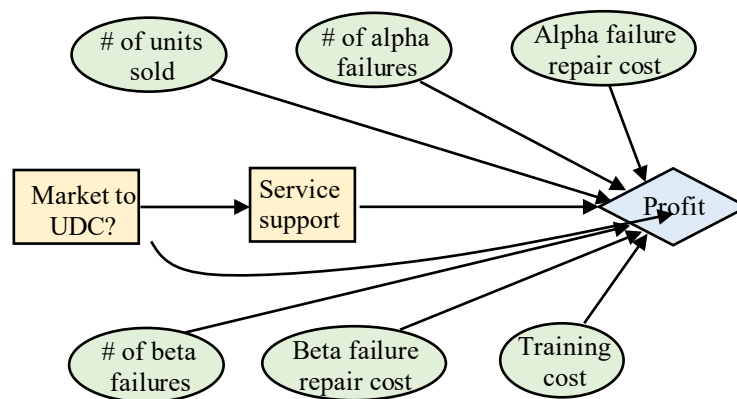 # of units
sold
# of alpha
failures
Alpha failure
repair cost
Market to
UDC?
Service
support
Profit
# of beta
failures
Beta failure
repair cost
Training
cost